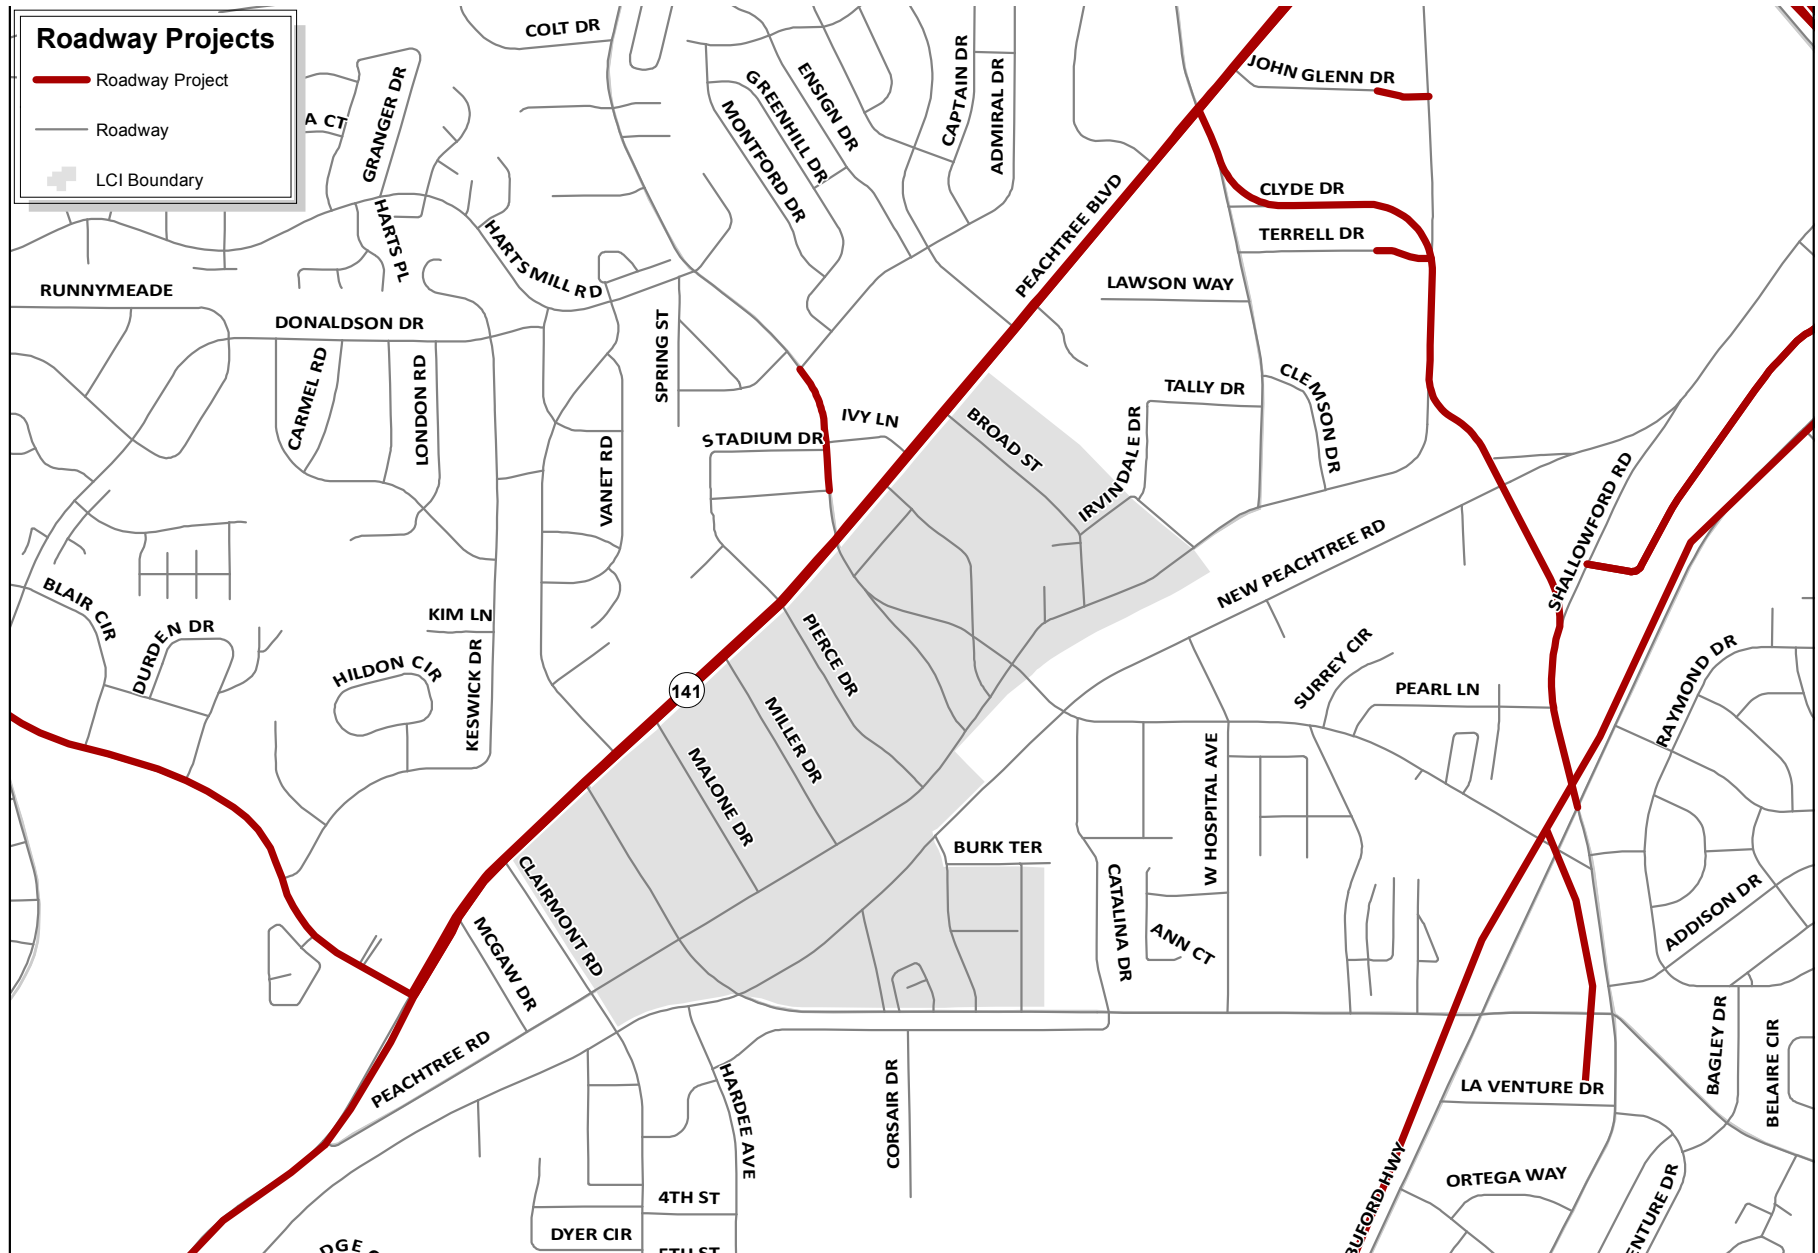 Roadway Projects
Roadway Project
Roadway
LCI Boundary
COLT DR
GRANGER DR
A CT
HARTS PL
HARTS MILL RD
MONTFORD DR
GREENHILL DR
ENSIGN DR
CAPTAIN DR
ADMIRAL DR
JOHN GLENN DR
PEACHTREE BLVD
CLYDE DR
TERRELL DR
LAWSON WAY
RUNNYMEADE
DONALDSON DR
CARMEL RD
LONDON RD
SPRING ST
VANET RD
STADIUM DR
IVY LN
BROAD ST
IRVINDALE DR
TALLY DR
CLEMSON DR
NEW PEACHTREE RD
SHALLOWFORD RD
BLAIR CIR
DURDEN DR
HILDON CIR
KIM LN
KESWICK DR
141
PIERCE DR
MILLER DR
MALONE DR
CLAIRMONT RD
MCGAW DR
PEACHTREE RD
SURREY CIR
PEARL LN
RAYMOND DR
W HOSPITAL AVE
BURK TER
CATALINA DR
ANN CT
ADDISON DR
BAGLEY DR
BELAIRE CIR
LA VENTURE DR
HARDEE AVE
CORSAIR DR
BUFORD HWY
ORTEGA WAY
ENTURE DR
4TH ST
DYER CIR
5TH ST
DGE